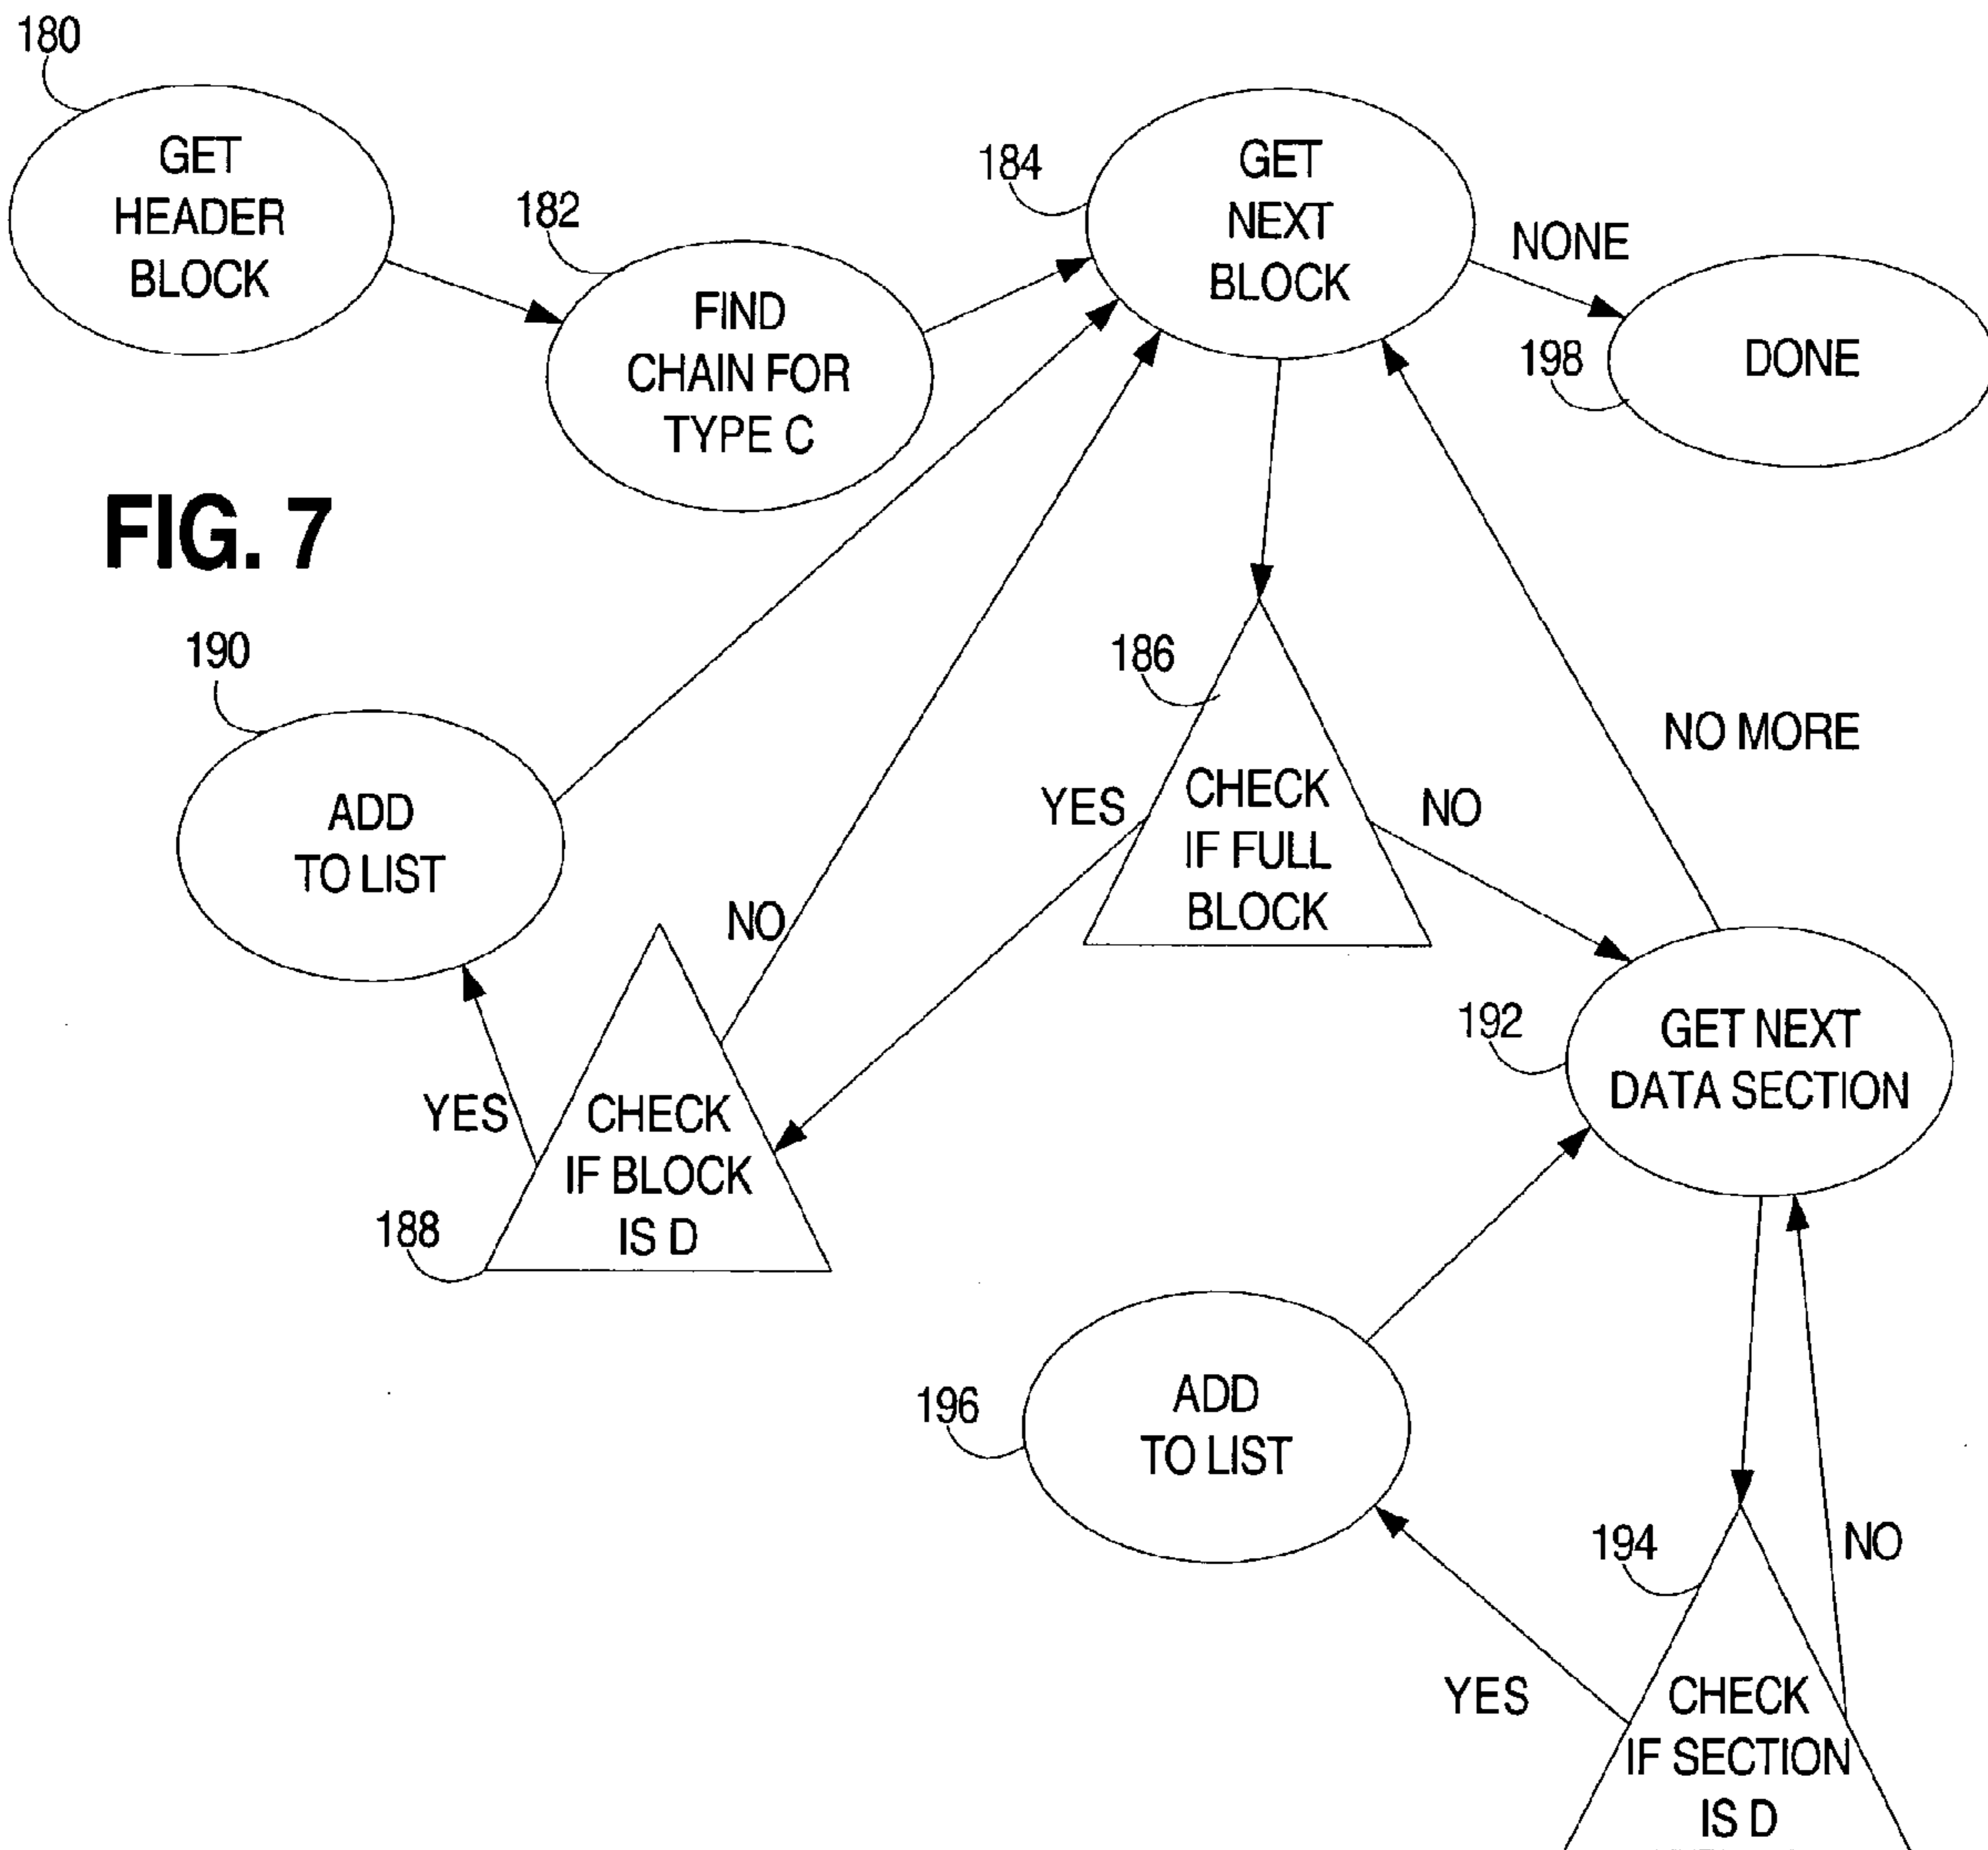 180
GET
HEADER
BLOCK
182
FIND
CHAIN FOR
TYPE C
184
GET
NEXT
BLOCK
NONE
198
DONE
FIG. 7
190
ADD
TO LIST
186
CHECK
IF FULL
BLOCK
YES
NO
NO MORE
NO
YES
188
CHECK
IF BLOCK
IS D
192
GET NEXT
DATA SECTION
196
ADD
TO LIST
194
NO
YES
CHECK
IF SECTION
IS D